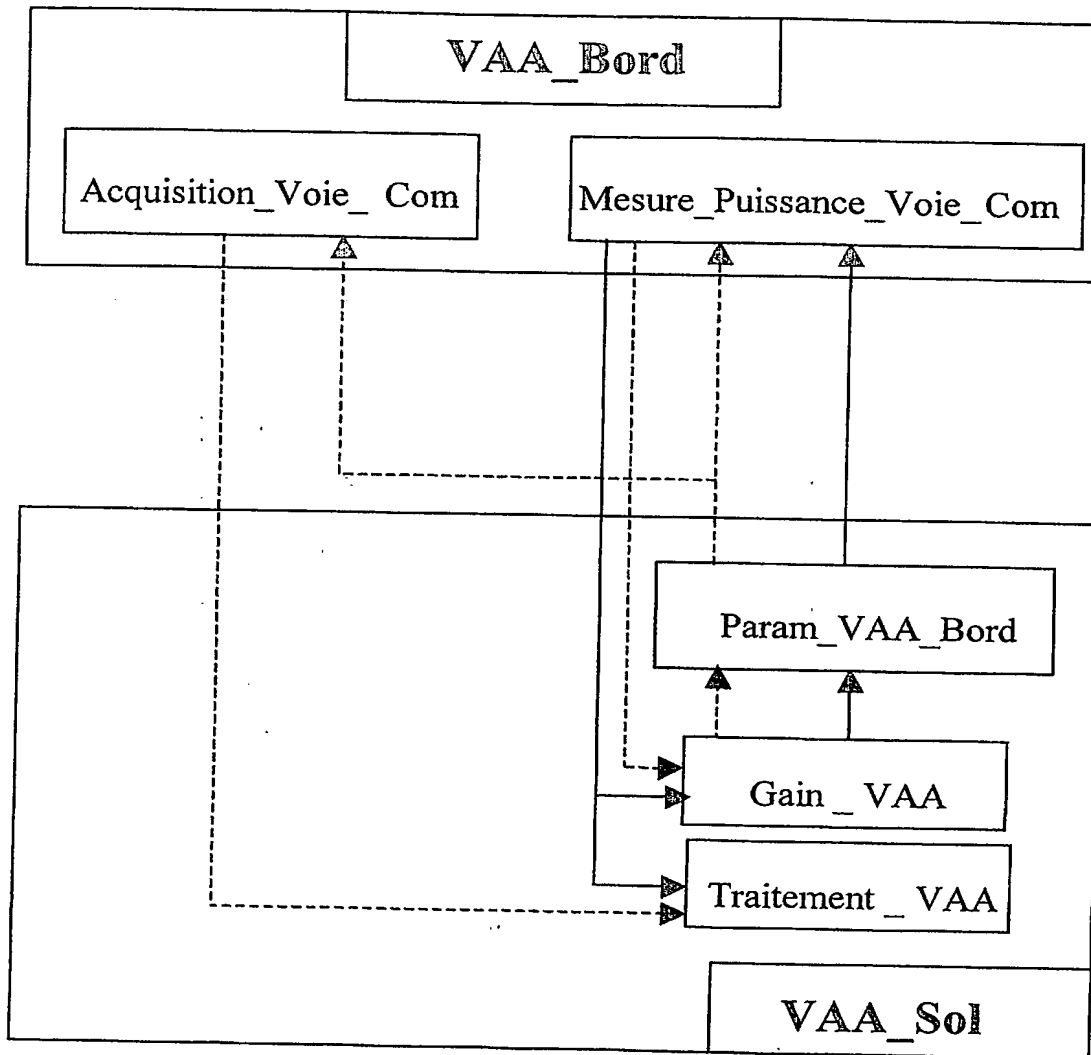 VAA_Bord
Acquisition_Voie_ Com
Mesure_Puissance_Voie_Com
Param_VAA_Bord
Gain _ VAA
Traitement _ VAA
VAA_Sol